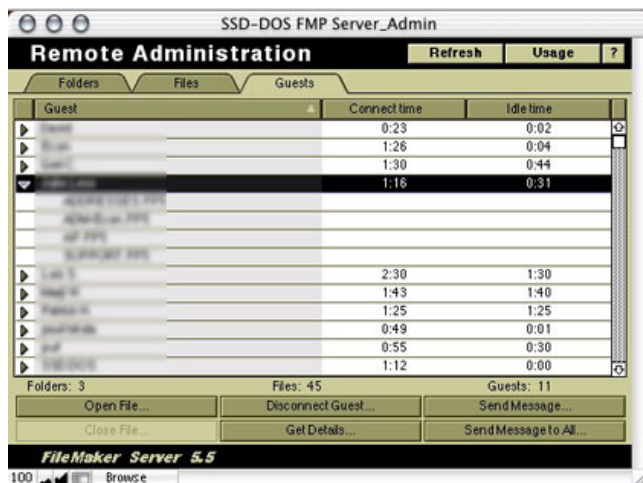 SSD-DOS FMP Server_Admin
Remote Administration Refresh Usage ?
Folders Files Guests
Guest Connect time Idle time
0:23 0:02
1:26 0:04
1:30 0:44
1:16 0:31
2:30 1:30
1:43 1:40
1:25 1:25
0:49 0:01
0:55 0:30
1:12 0:00
Folders: 3 Files: 45 Guests: 11
Open File... Disconnect Guest... Send Message...
Close File... Get Details... Send Message to All...
FileMaker Server 5.5
100 Browse